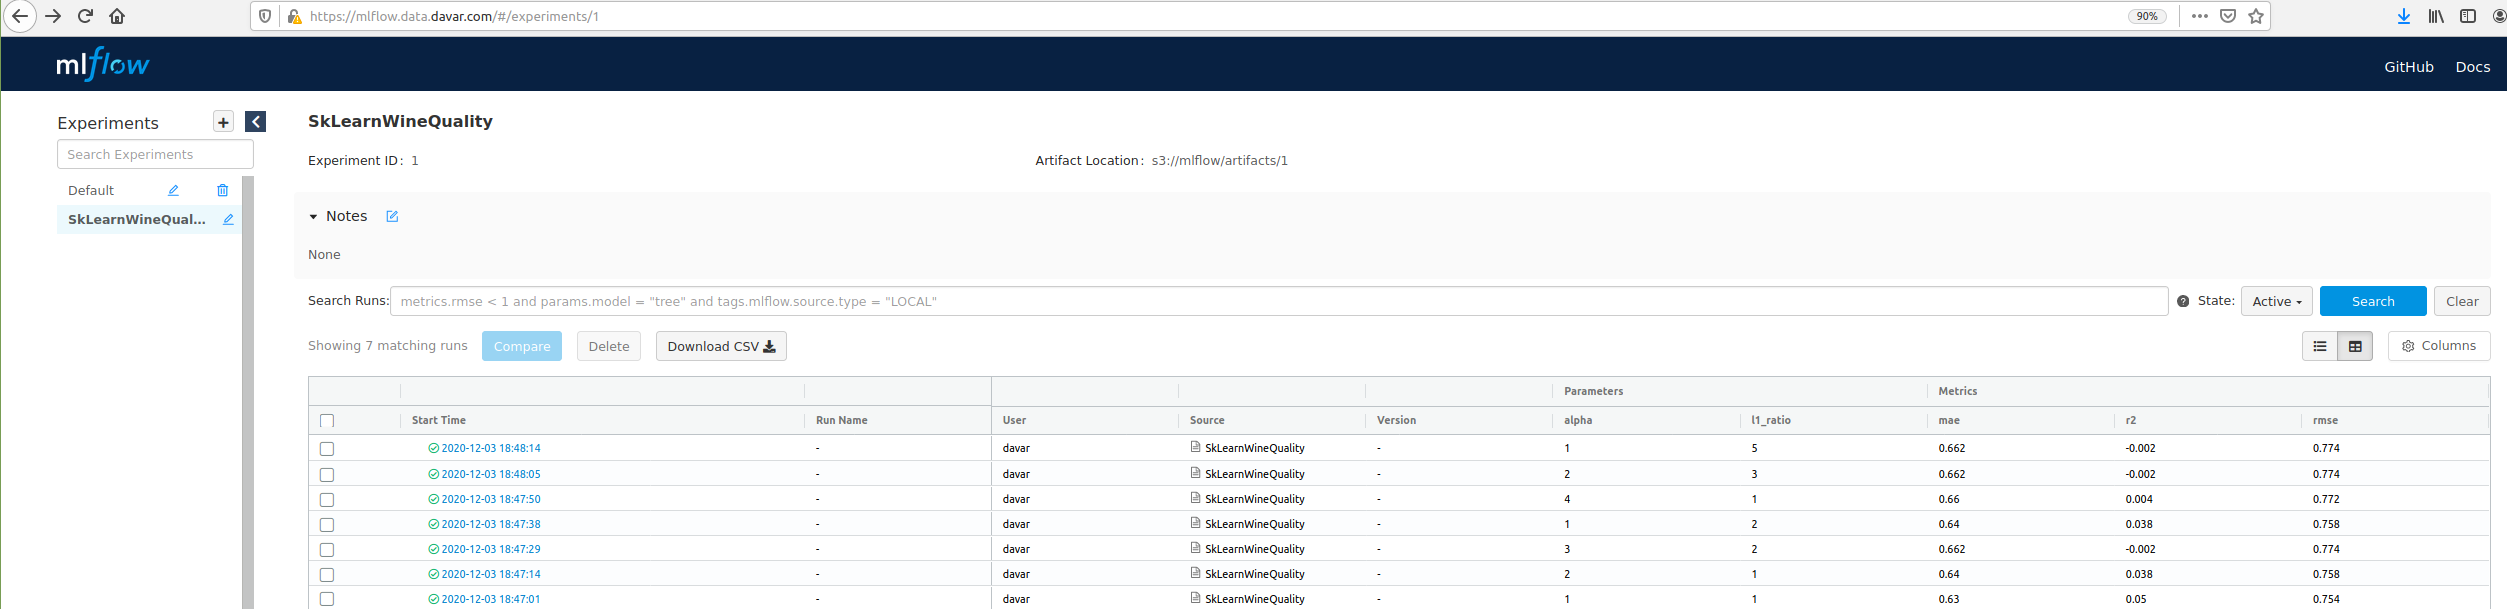 https://mlflow.data.davar.com/#/experiments/1 90%
mlflow GitHub Docs
Experiments
Search Experiments
Default
SkLearnWineQual...
SkLearnWineQuality
Experiment ID: 1 Artifact Location: s3://mlflow/artifacts/1
Notes
None
Search Runs: metrics.rmse < 1 and params.model = "tree" and tags.mlflow.source.type = "LOCAL" State: Active Search Clear
Showing 7 matching runs Compare Delete Download CSV Columns
Parameters Metrics
Start Time Run Name User Source Version alpha l1_ratio mae r2 rmse
2020-12-03 18:48:14 - davar SkLearnWineQuality - 1 5 0.662 -0.002 0.774
2020-12-03 18:48:05 - davar SkLearnWineQuality - 2 3 0.662 -0.002 0.774
2020-12-03 18:47:50 - davar SkLearnWineQuality - 4 1 0.66 0.004 0.772
2020-12-03 18:47:38 - davar SkLearnWineQuality - 1 2 0.64 0.038 0.758
2020-12-03 18:47:29 - davar SkLearnWineQuality - 3 2 0.662 -0.002 0.774
2020-12-03 18:47:14 - davar SkLearnWineQuality - 2 1 0.64 0.038 0.758
2020-12-03 18:47:01 - davar SkLearnWineQuality - 1 1 0.63 0.05 0.754